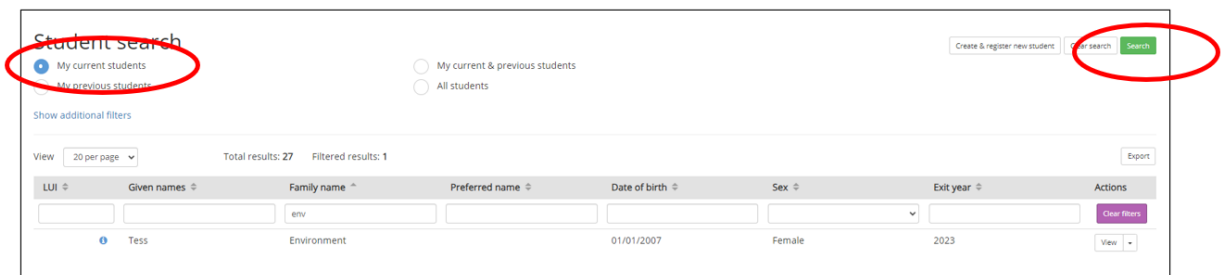 Student search
Create & register new student Clear search Search
My current students My current & previous students
My previous students All students
Show additional filters
View 20 per page Total results: 27 Filtered results: 1 Export
LUI Given names Family name Preferred name Date of birth Sex Exit year Actions
env Clear filters
Tess Environment 01/01/2007 Female 2023 View